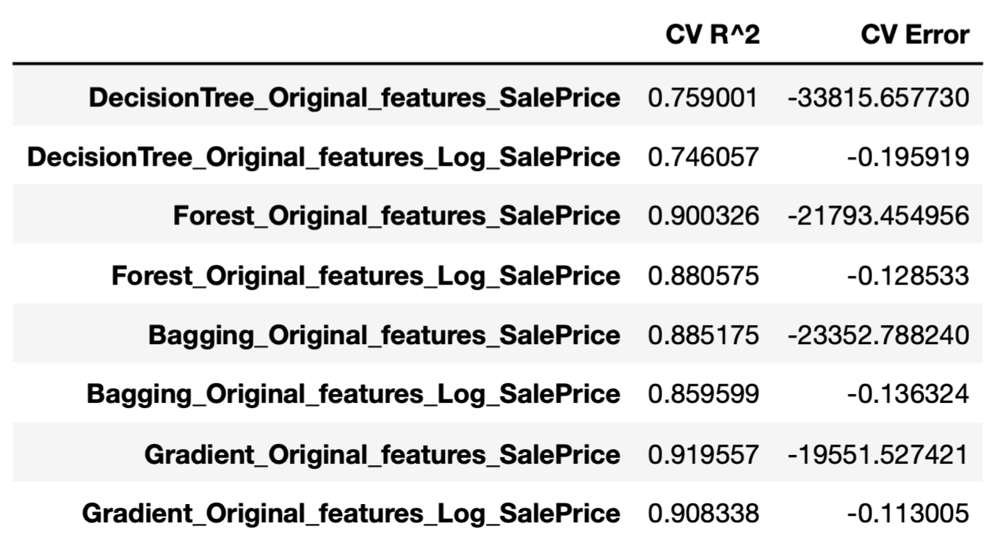 CV R^2 CV Error
DecisionTree_Original_features_SalePrice 0.759001 -33815.657730
DecisionTree_Original_features_Log_SalePrice 0.746057 -0.195919
Forest_Original_features_SalePrice 0.900326 -21793.454956
Forest_Original_features_Log_SalePrice 0.880575 -0.128533
Bagging_Original_features_SalePrice 0.885175 -23352.788240
Bagging_Original_features_Log_SalePrice 0.859599 -0.136324
Gradient_Original_features_SalePrice 0.919557 -19551.527421
Gradient_Original_features_Log_SalePrice 0.908338 -0.113005